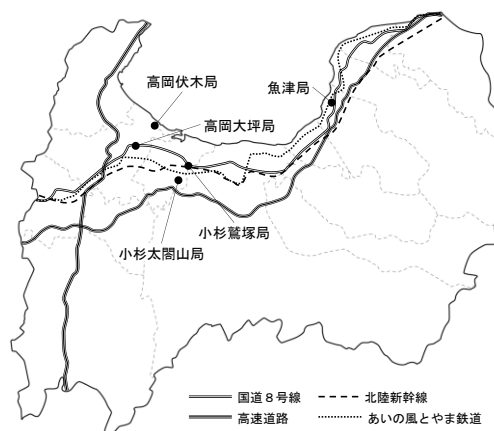 高岡伏木局
魚津局
高岡大坪局
小杉鷲塚局
小杉太閤山局
国道８号線
北陸新幹線
高速道路
あいの風とやま鉄道